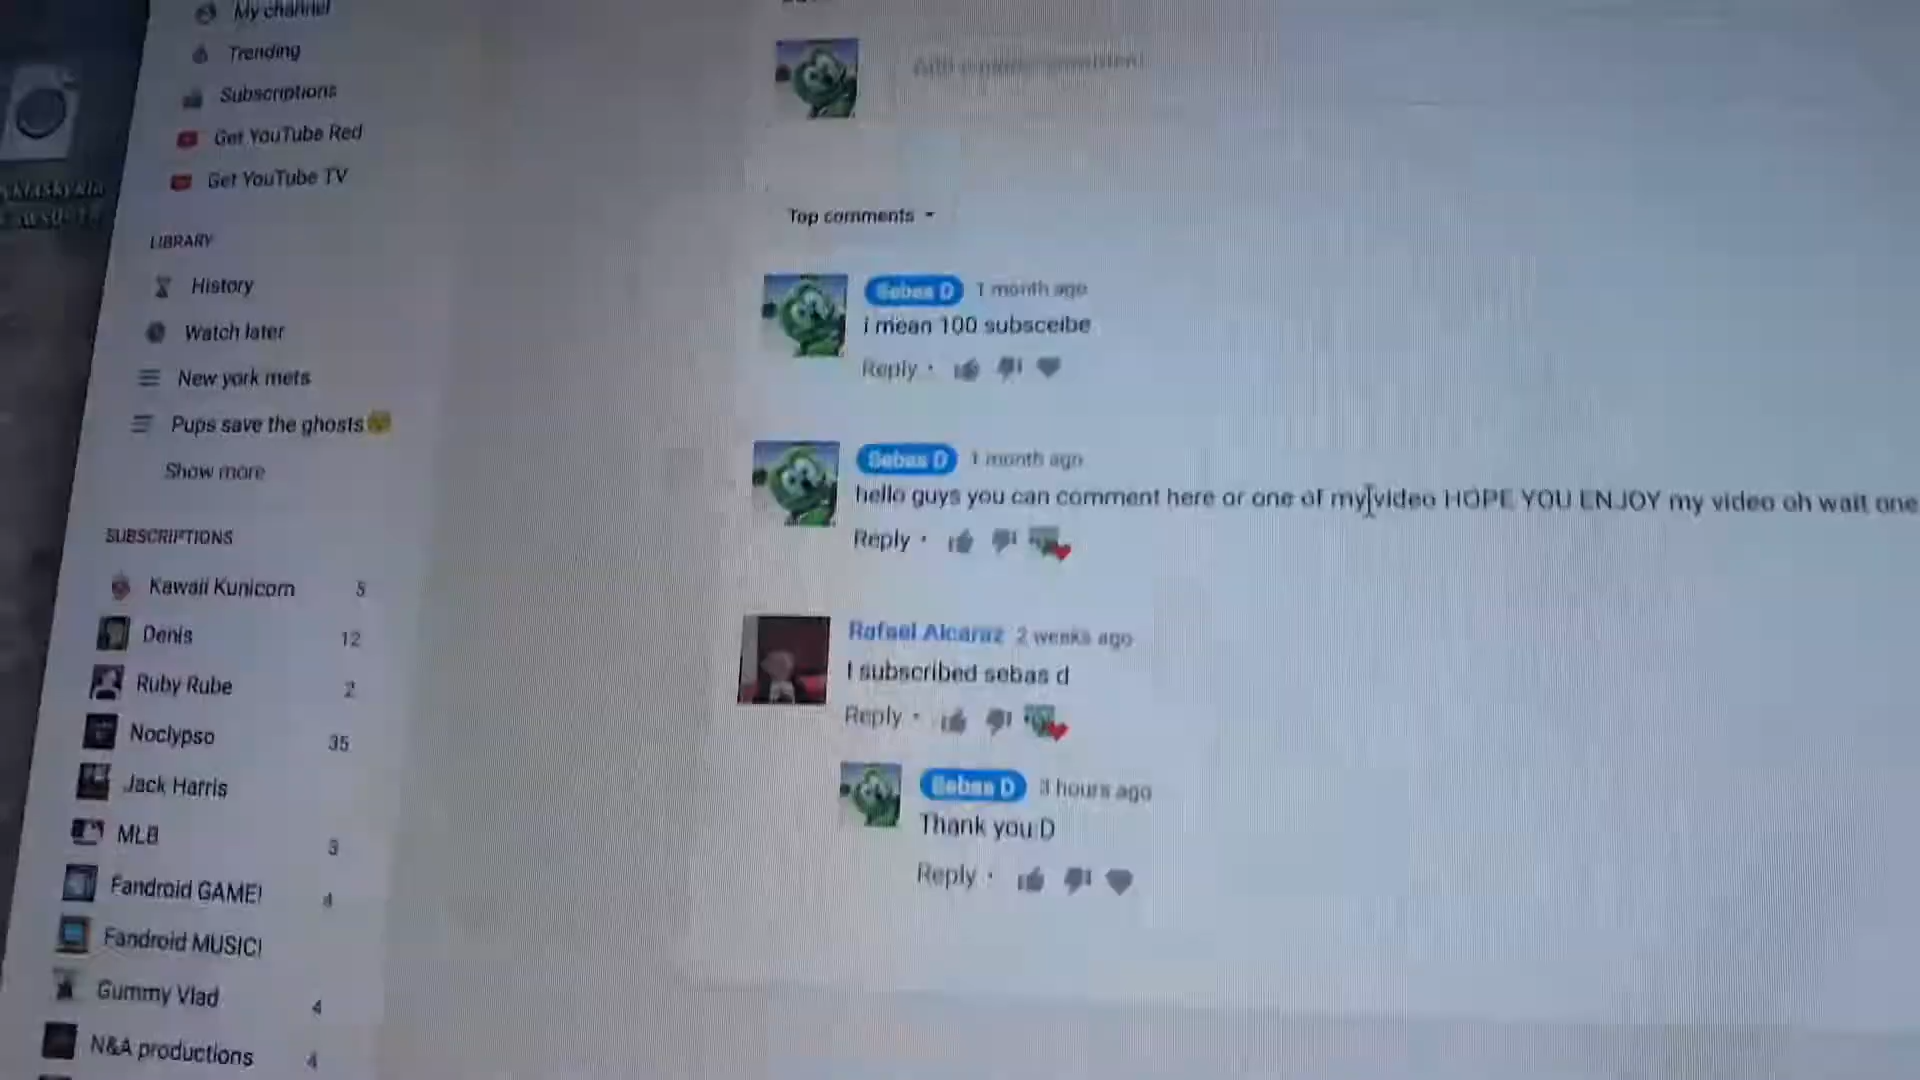 My channel
Trending
Subscriptions
Get YouTube Red
Get YouTube TV
LIBRARY
History
Watch later
New york mets
Pups save the ghosts
Show more
SUBSCRIPTIONS
Kawaii Kunicorn 5
Denis 12
Ruby Rube 2
Noclypso 35
Jack Harris
MLB 3
Fandroid GAME! 4
Fandroid MUSIC!
Gummy Vlad 4
N&A productions 4
Top comments
Sebas D 1 month ago
i mean 100 subsceibe
Reply
Sebas D 1 month ago
hello guys you can comment here or one of my video HOPE YOU ENJOY my video oh wait one
Reply
Rafael Alcaraz 2 weeks ago
I subscribed sebas d
Reply
Sebas D 3 hours ago
Thank you:D
Reply